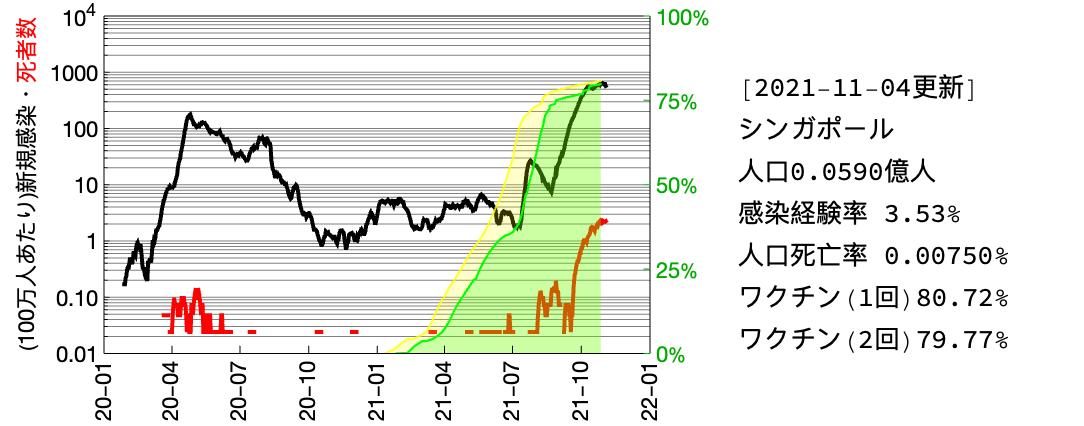 (100万人あたり)新規感染・死者数
10^4
1000
100
10
1
0.10
0.01
100%
75%
50%
25%
0%
20-01
20-04
20-07
20-10
21-01
21-04
21-07
21-10
22-01
[2021-11-04更新]
シンガポール
人口0.0590億人
感染経験率 3.53%
人口死亡率 0.00750%
ワクチン(1回)80.72%
ワクチン(2回)79.77%